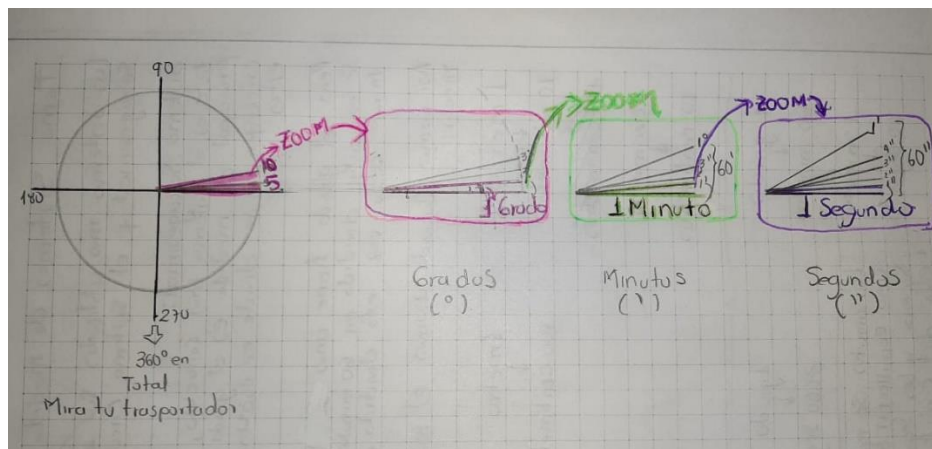 90
180
270
10
5
360° en
Total
Mira tu trasportador
ZOOM
1 Grado
Grados
(°)
ZOOM
1°
60'
1 Minuto
Minutos
(')
ZOOM
1'
4"
3"
60"
1 Segundo
Segundos
('')